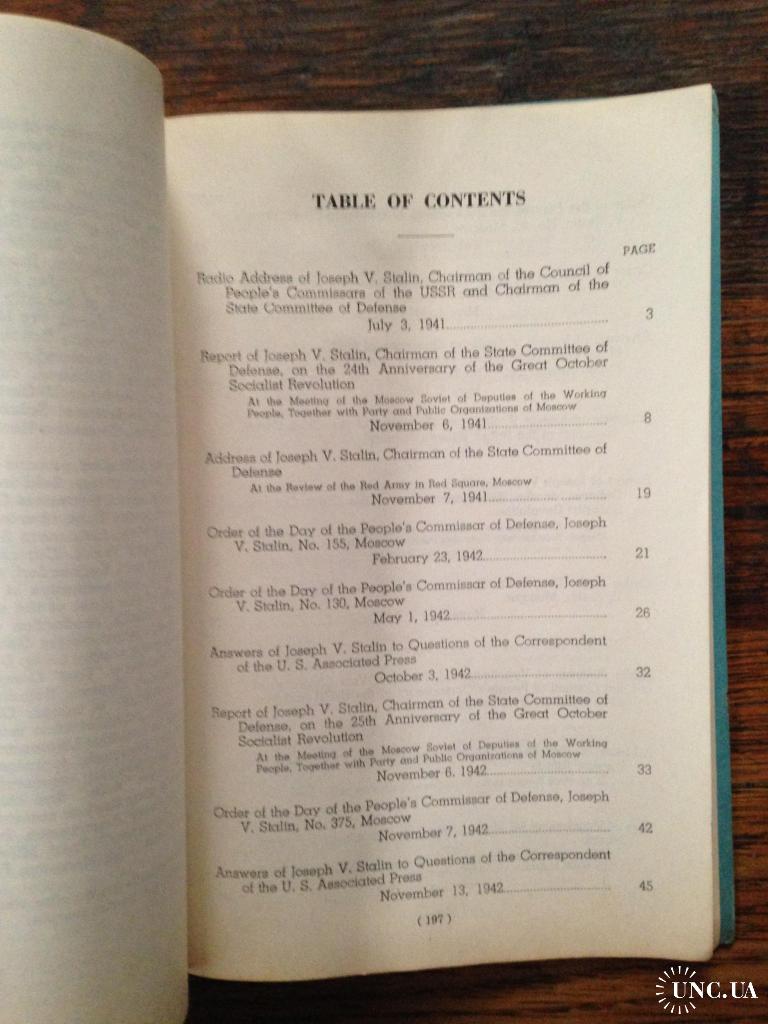 TABLE OF CONTENTS
PAGE
Radio Address of Joseph V. Stalin, Chairman of the Council of
People's Commissars of the USSR and Chairman of the
State Committee of Defense
July 3, 1941 3
Report of Joseph V. Stalin, Chairman of the State Committee of
Defense, on the 24th Anniversary of the Great October
Socialist Revolution
At the Meeting of the Moscow Soviet of Deputies of the Working
People, Together with Party and Public Organizations of Moscow
November 6, 1941 8
Address of Joseph V. Stalin, Chairman of the State Committee of
Defense
At the Review of the Red Army in Red Square, Moscow
November 7, 1941 19
Order of the Day of the People's Commissar of Defense, Joseph
V. Stalin, No. 155, Moscow
February 23, 1942 21
Order of the Day of the People's Commissar of Defense, Joseph
V. Stalin, No. 130, Moscow
May 1, 1942 26
Answers of Joseph V. Stalin to Questions of the Correspondent
of the U. S. Associated Press
October 3, 1942 32
Report of Joseph V. Stalin, Chairman of the State Committee of
Defense, on the 25th Anniversary of the Great October
Socialist Revolution
At the Meeting of the Moscow Soviet of Deputies of the Working
People, Together with Party and Public Organizations of Moscow
November 6. 1942 33
Order of the Day of the People's Commissar of Defense, Joseph
V. Stalin, No. 375, Moscow
November 7, 1942 42
Answers of Joseph V. Stalin to Questions of the Correspondent
of the U. S. Associated Press
November 13, 1942 45
( 197 )
UNC.UA